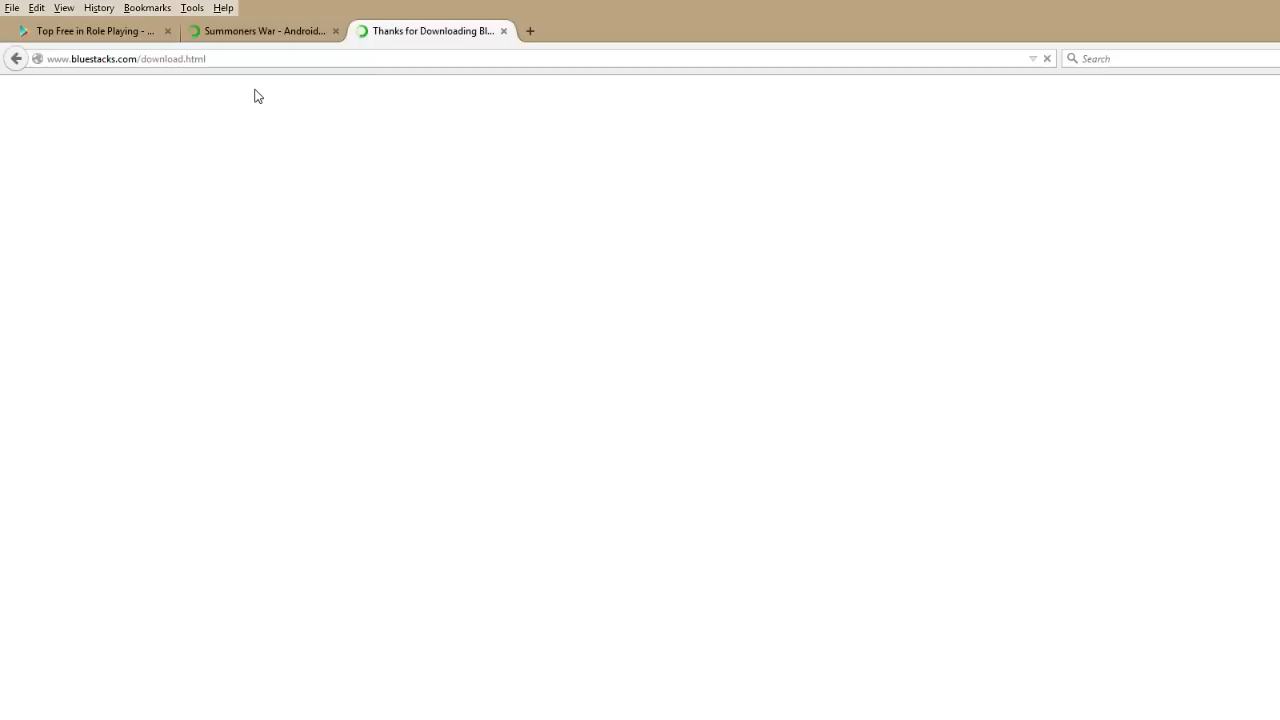 File Edit View History Bookmarks Tools Help
Top Free in Role Playing - ... Summoners War - Android... Thanks for Downloading Bl...
www.bluestacks.com/download.html Search